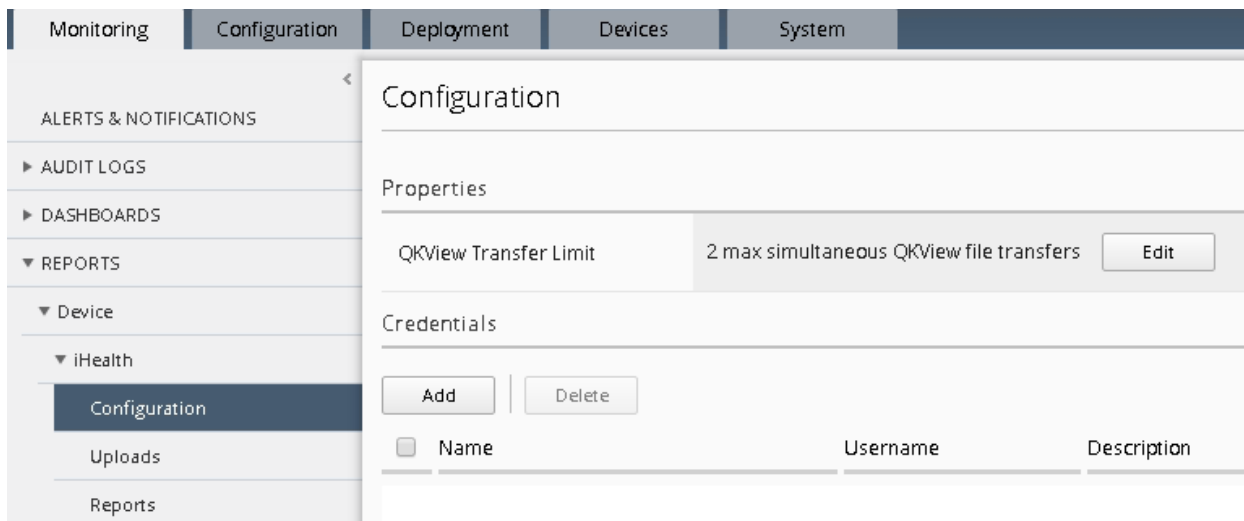 Monitoring Configuration Deployment Devices System
ALERTS & NOTIFICATIONS
AUDIT LOGS
DASHBOARDS
REPORTS
Device
iHealth
Configuration
Uploads
Reports
Configuration
Properties
QKView Transfer Limit 2 max simultaneous QKView file transfers Edit
Credentials
Add Delete
Name Username Description